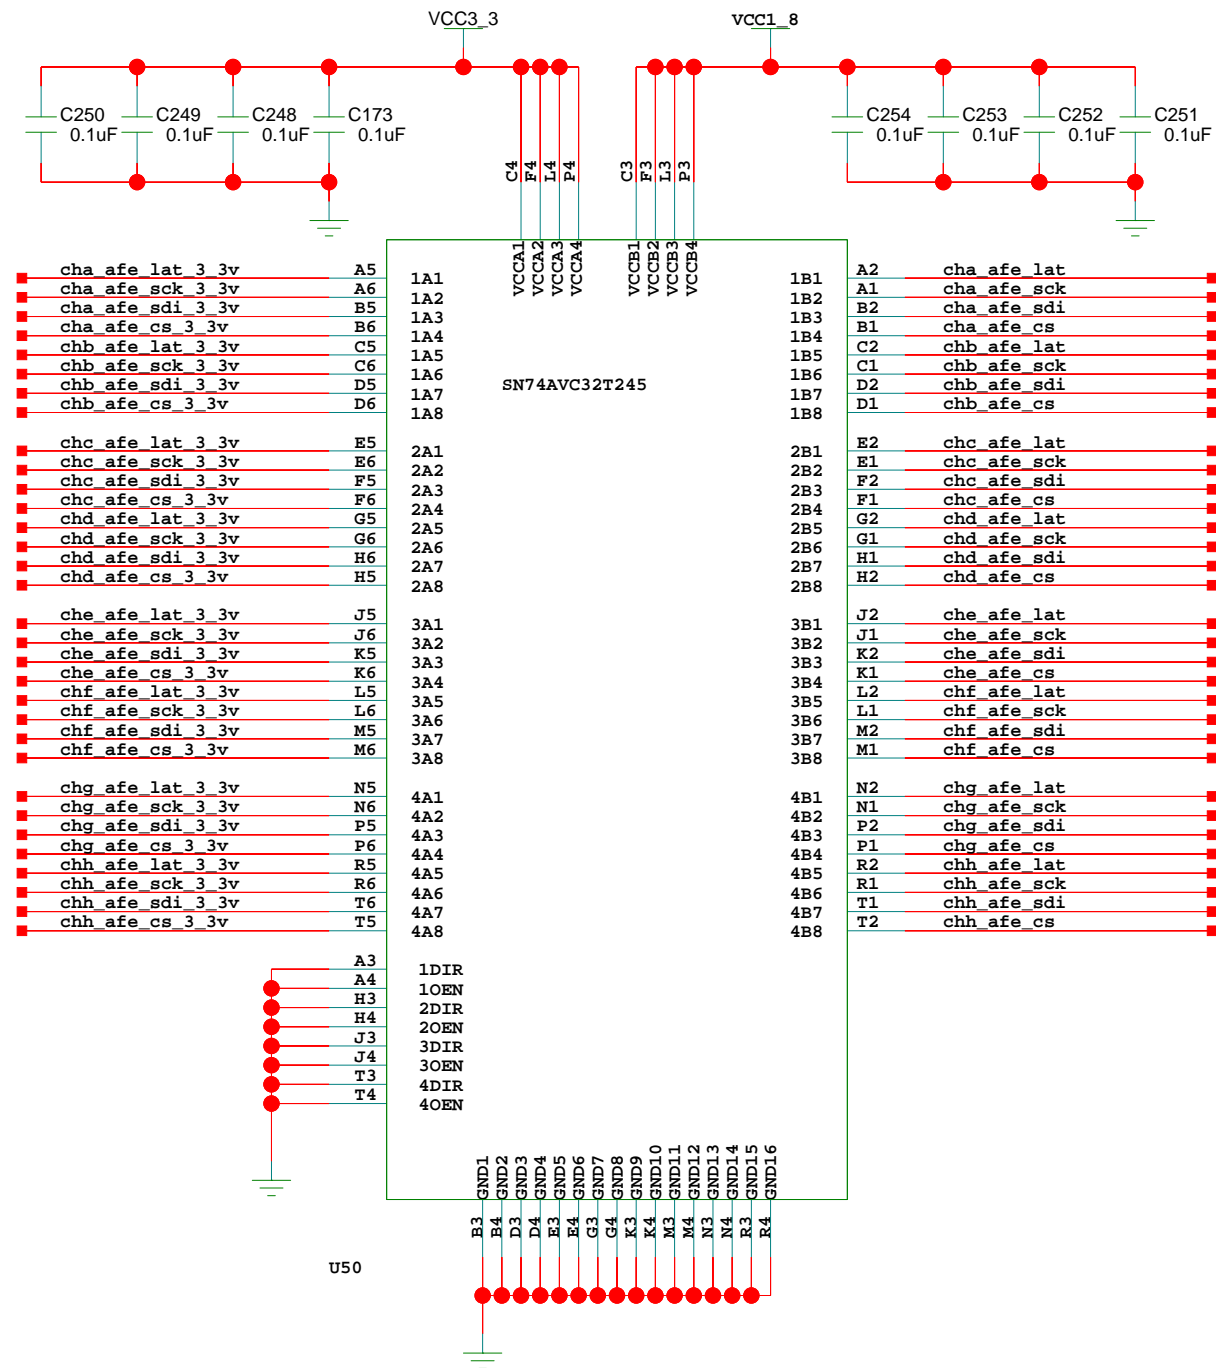 VCC3_3 VCC1_8
C250 C249 C248 C173 C254 C253 C252 C251
0.1uF 0.1uF 0.1uF 0.1uF 0.1uF 0.1uF 0.1uF 0.1uF
C4 F4 L4 P4 C3 F3 L3 P3
VCCA1 VCCA2 VCCA3 VCCA4 VCCB1 VCCB2 VCCB3 VCCB4
cha_afe_lat_3_3v A5 1A1 1B1 A2 cha_afe_lat
cha_afe_sck_3_3v A6 1A2 1B2 A1 cha_afe_sck
cha_afe_sdi_3_3v B5 1A3 1B3 B2 cha_afe_sdi
cha_afe_cs_3_3v B6 1A4 1B4 B1 cha_afe_cs
chb_afe_lat_3_3v C5 1A5 1B5 C2 chb_afe_lat
chb_afe_sck_3_3v C6 1A6 1B6 C1 chb_afe_sck
SN74AVC32T245
chb_afe_sdi_3_3v D5 1A7 1B7 D2 chb_afe_sdi
chb_afe_cs_3_3v D6 1A8 1B8 D1 chb_afe_cs
chc_afe_lat_3_3v E5 2A1 2B1 E2 chc_afe_lat
chc_afe_sck_3_3v E6 2A2 2B2 E1 chc_afe_sck
chc_afe_sdi_3_3v F5 2A3 2B3 F2 chc_afe_sdi
chc_afe_cs_3_3v F6 2A4 2B4 F1 chc_afe_cs
chd_afe_lat_3_3v G5 2A5 2B5 G2 chd_afe_lat
chd_afe_sck_3_3v G6 2A6 2B6 G1 chd_afe_sck
chd_afe_sdi_3_3v H6 2A7 2B7 H1 chd_afe_sdi
chd_afe_cs_3_3v H5 2A8 2B8 H2 chd_afe_cs
che_afe_lat_3_3v J5 3A1 3B1 J2 che_afe_lat
che_afe_sck_3_3v J6 3A2 3B2 J1 che_afe_sck
che_afe_sdi_3_3v K5 3A3 3B3 K2 che_afe_sdi
che_afe_cs_3_3v K6 3A4 3B4 K1 che_afe_cs
chf_afe_lat_3_3v L5 3A5 3B5 L2 chf_afe_lat
chf_afe_sck_3_3v L6 3A6 3B6 L1 chf_afe_sck
chf_afe_sdi_3_3v M5 3A7 3B7 M2 chf_afe_sdi
chf_afe_cs_3_3v M6 3A8 3B8 M1 chf_afe_cs
chg_afe_lat_3_3v N5 4A1 4B1 N2 chg_afe_lat
chg_afe_sck_3_3v N6 4A2 4B2 N1 chg_afe_sck
chg_afe_sdi_3_3v P5 4A3 4B3 P2 chg_afe_sdi
chg_afe_cs_3_3v P6 4A4 4B4 P1 chg_afe_cs
chh_afe_lat_3_3v R5 4A5 4B5 R2 chh_afe_lat
chh_afe_sck_3_3v R6 4A6 4B6 R1 chh_afe_sck
chh_afe_sdi_3_3v T6 4A7 4B7 T1 chh_afe_sdi
chh_afe_cs_3_3v T5 4A8 4B8 T2 chh_afe_cs
A3 1DIR
A4 1OEN
H3 2DIR
H4 2OEN
J3 3DIR
J4 3OEN
T3 4DIR
T4 4OEN
GND1 GND2 GND3 GND4 GND5 GND6 GND7 GND8 GND9 GND10 GND11 GND12 GND13 GND14 GND15 GND16
B3 B4 D3 D4 E3 E4 G3 G4 K3 K4 M3 M4 N3 N4 R3 R4
U50